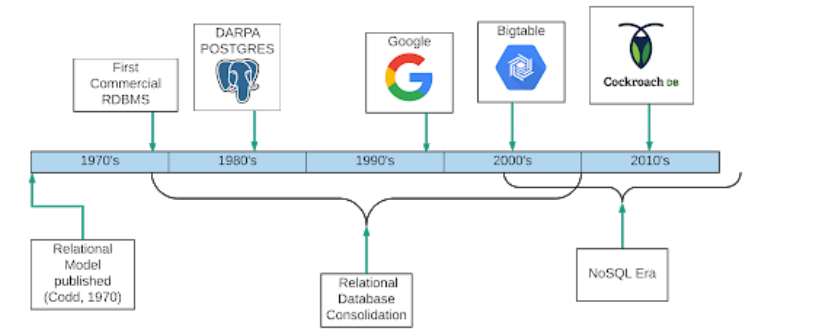 DARPA
POSTGRES
Google
Bigtable
Cockroach DB
First
Commercial
RDBMS
1970's
1980's
1990's
2000's
2010's
Relational
Model
published
(Codd, 1970)
Relational
Database
Consolidation
NoSQL Era